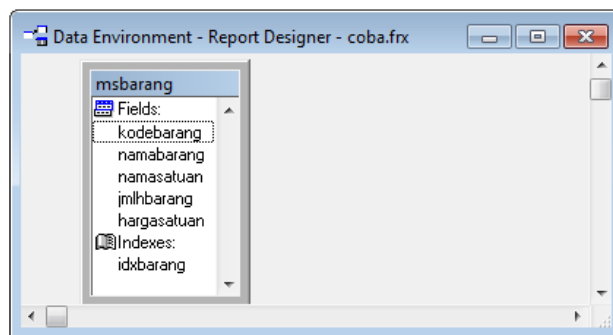 Data Environment - Report Designer - coba.frx
msbarang
Fields:
kodebarang
namabarang
namasatuan
jmlhbarang
hargasatuan
Indexes:
idxbarang